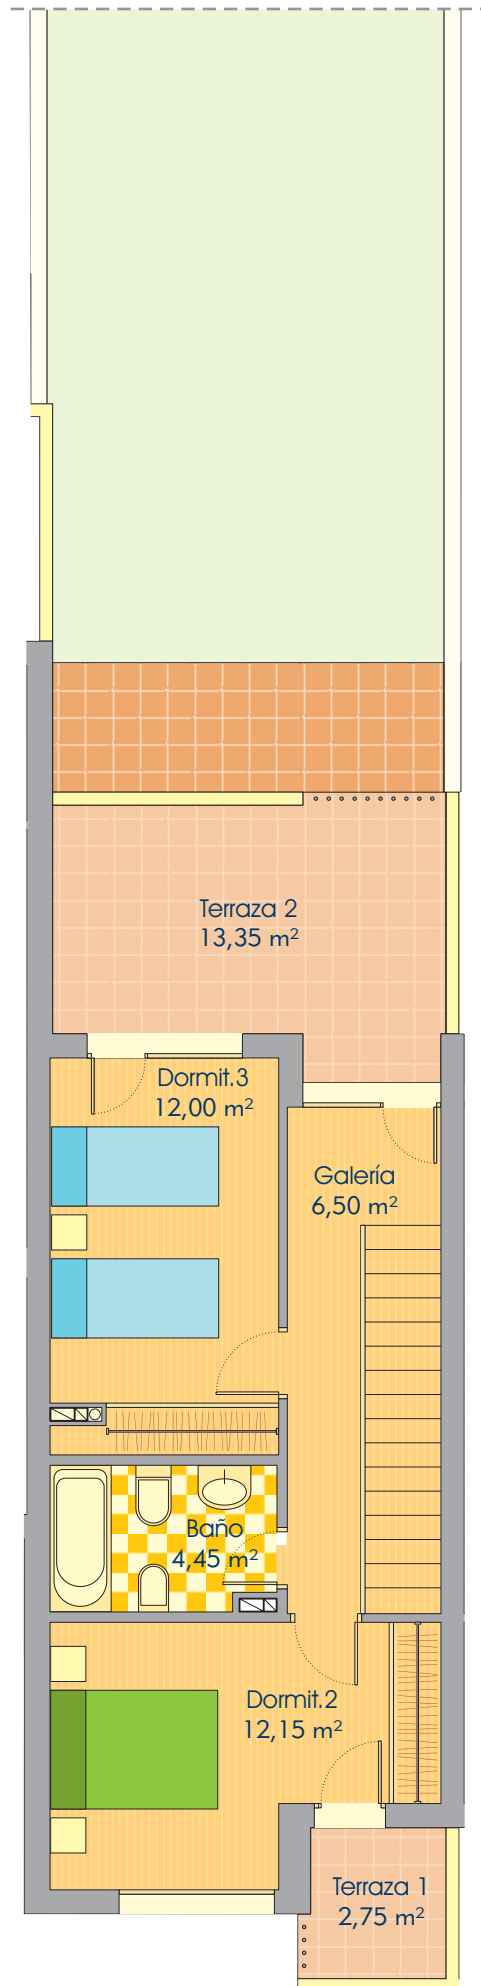 Terraza 2
13,35 m²
Dormit.3
12,00 m²
Galería
6,50 m²
Baño
4,45 m²
Dormit.2
12,15 m²
Terraza 1
2,75 m²